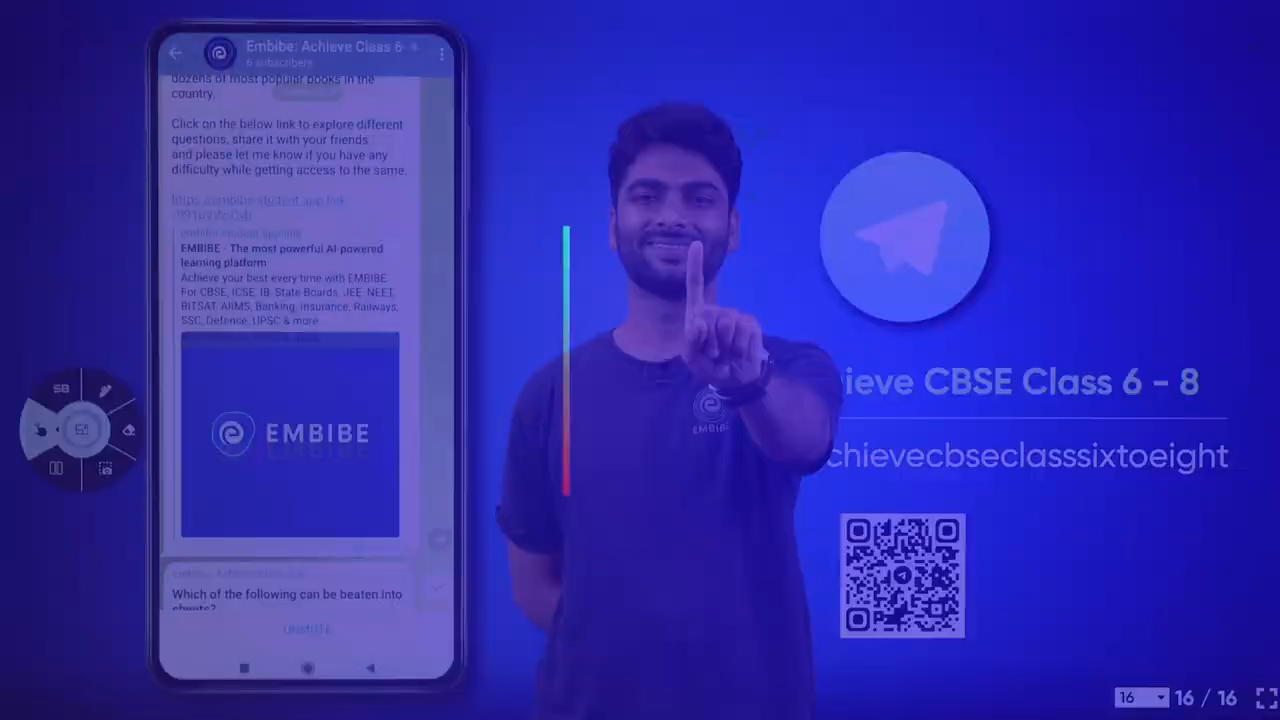 Embibe: Achieve Class 6
6 subscribers
dozens of most popular books in the
country.
Click on the below link to explore different
questions, share it with your friends
and please let me know if you have any
difficulty while getting access to the same.
EMBIBE - The most powerful AI-powered
learning platform
Achieve your best every time with EMBIBE
For CBSE, ICSE, IB, State Boards, JEE, NEET,
BITSAT, AIIMS, Banking, Insurance, Railways,
SSC, Defence, UPSC & more
EMBIBE
Which of the following can be beaten into
sheets?
UNMUTE
SB
EMBIBE
ieve CBSE Class 6 - 8
chievecbseclasssixtoeight
16
16 / 16